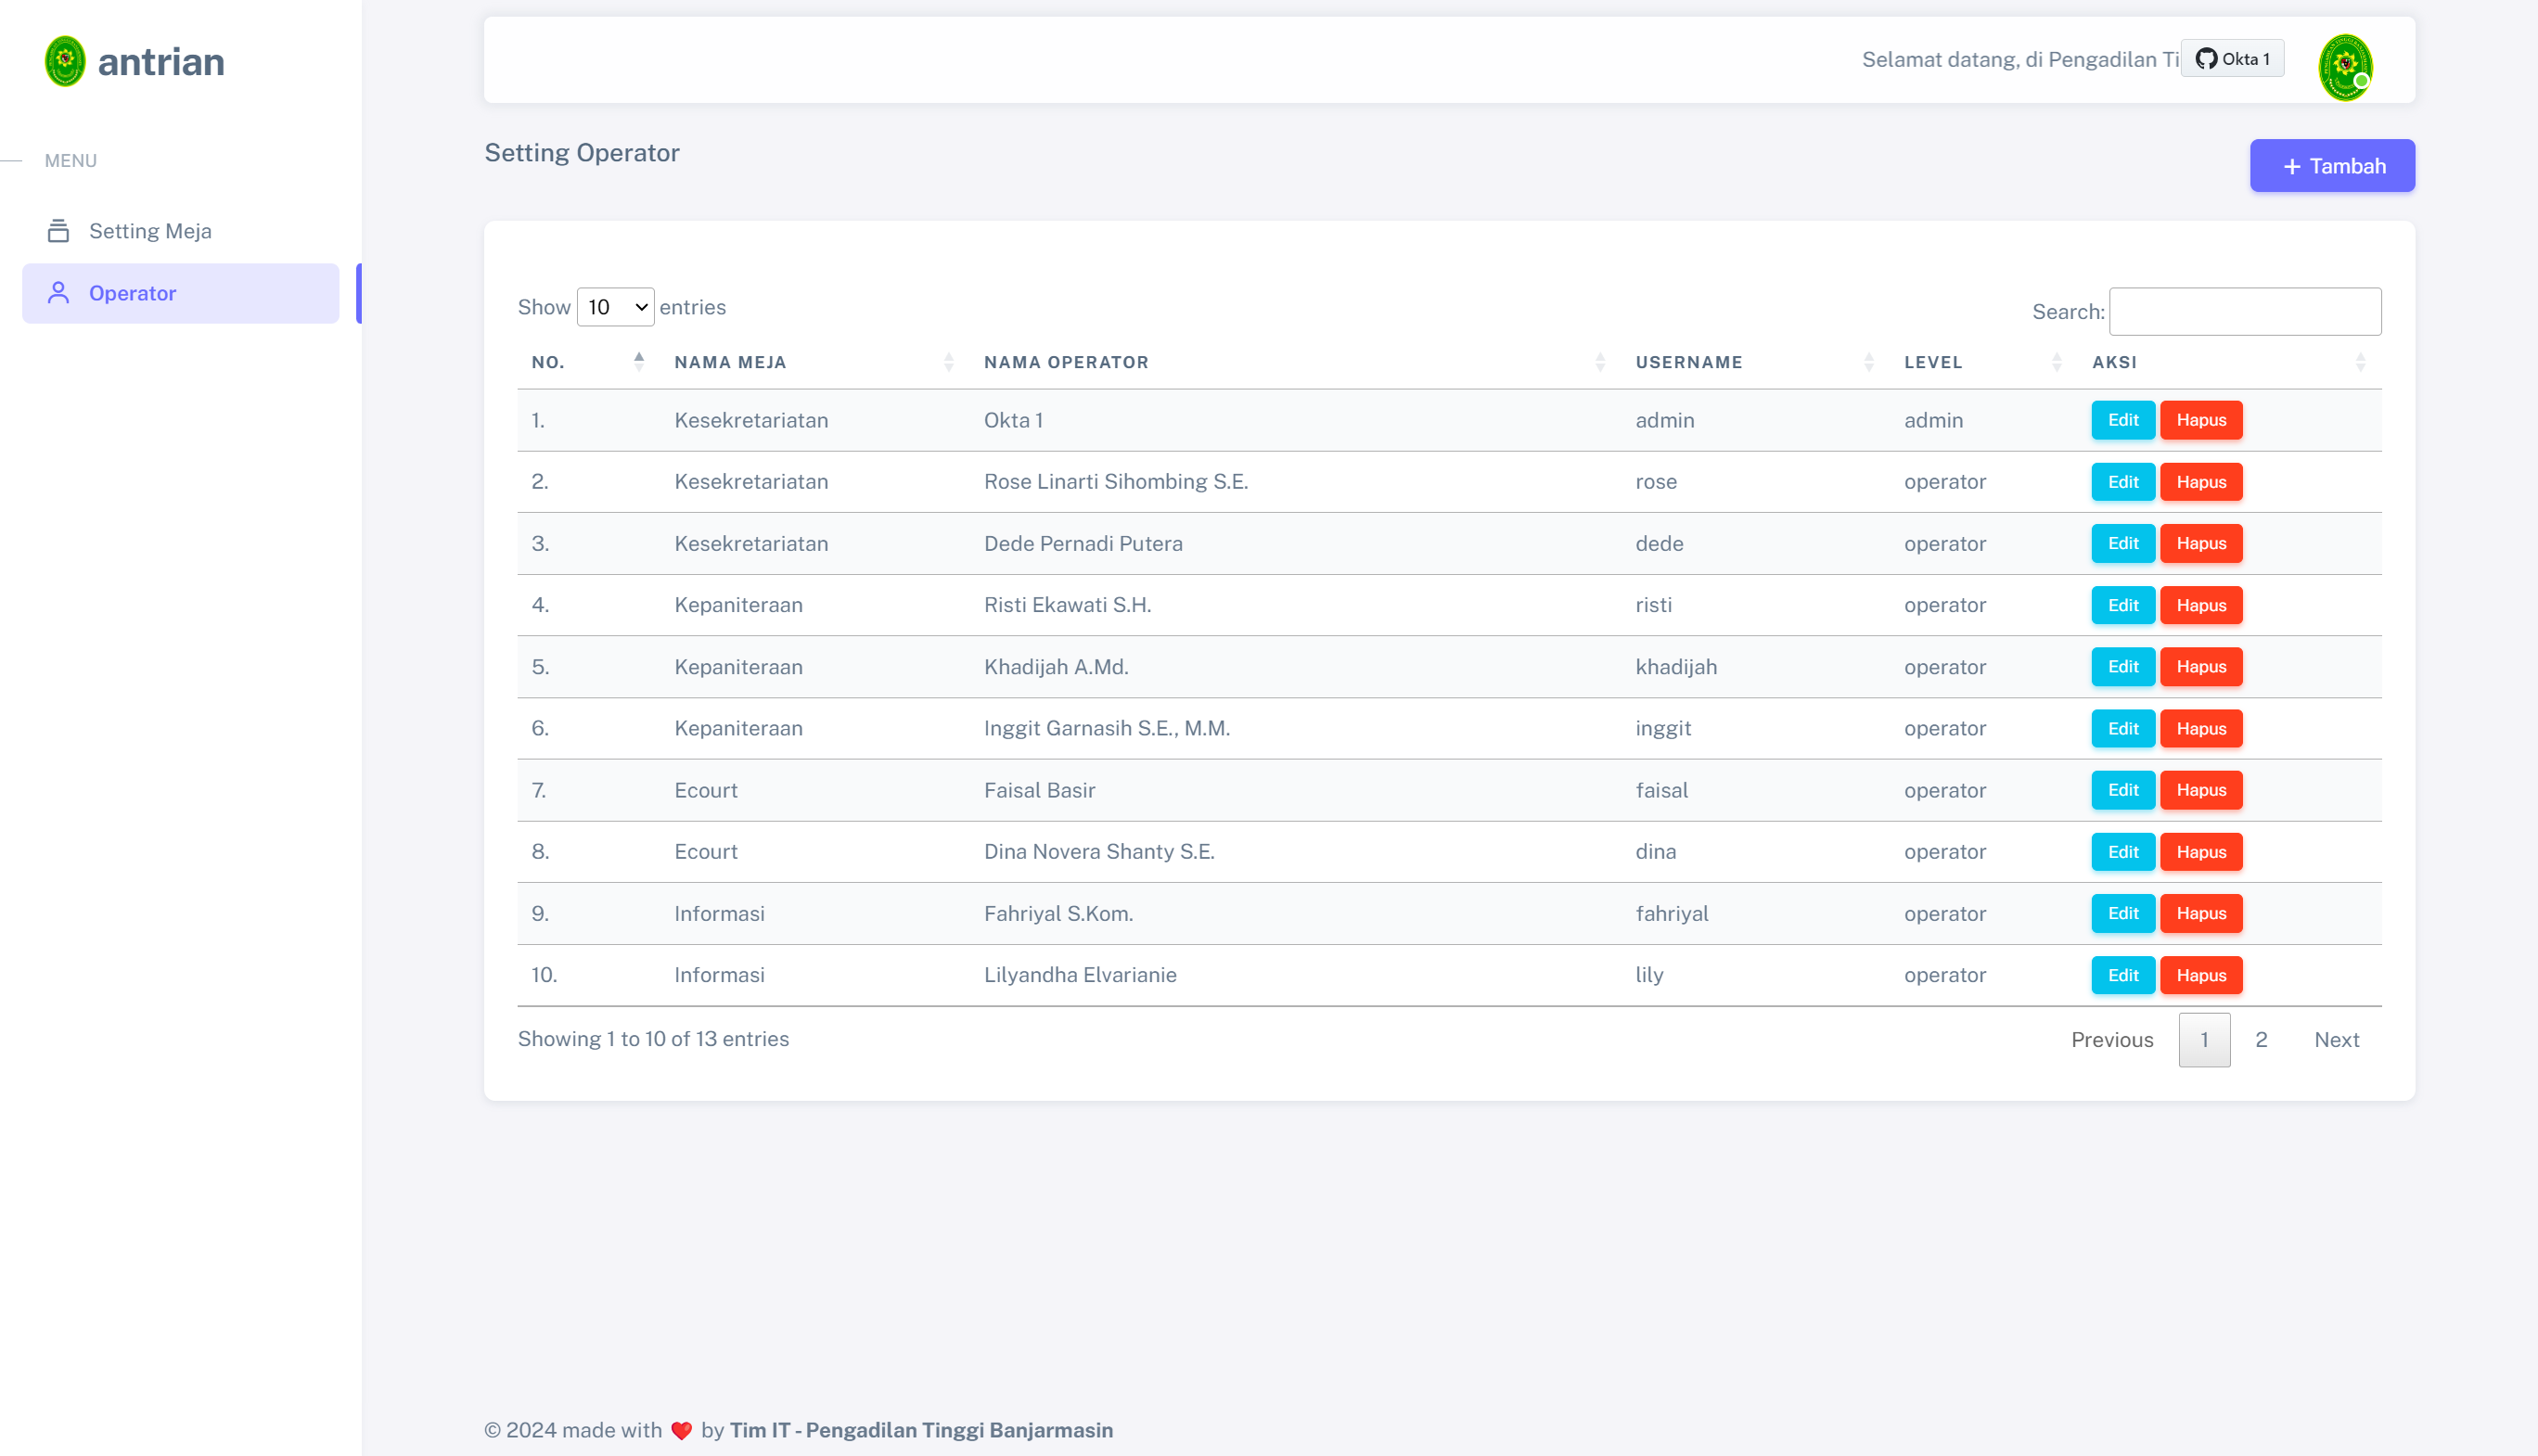 antrian
Selamat datang, di Pengadilan Ti
Okta 1
MENU
Setting Meja
Operator
Setting Operator
+ Tambah
Show 10 entries
Search:
NO. NAMA MEJA NAMA OPERATOR USERNAME LEVEL AKSI
1. Kesekretariatan Okta 1 admin admin Edit Hapus
2. Kesekretariatan Rose Linarti Sihombing S.E. rose operator Edit Hapus
3. Kesekretariatan Dede Pernadi Putera dede operator Edit Hapus
4. Kepaniteraan Risti Ekawati S.H. risti operator Edit Hapus
5. Kepaniteraan Khadijah A.Md. khadijah operator Edit Hapus
6. Kepaniteraan Inggit Garnasih S.E., M.M. inggit operator Edit Hapus
7. Ecourt Faisal Basir faisal operator Edit Hapus
8. Ecourt Dina Novera Shanty S.E. dina operator Edit Hapus
9. Informasi Fahriyal S.Kom. fahriyal operator Edit Hapus
10. Informasi Lilyandha Elvarianie lily operator Edit Hapus
Showing 1 to 10 of 13 entries
Previous 1 2 Next
© 2024 made with ❤️ by Tim IT - Pengadilan Tinggi Banjarmasin